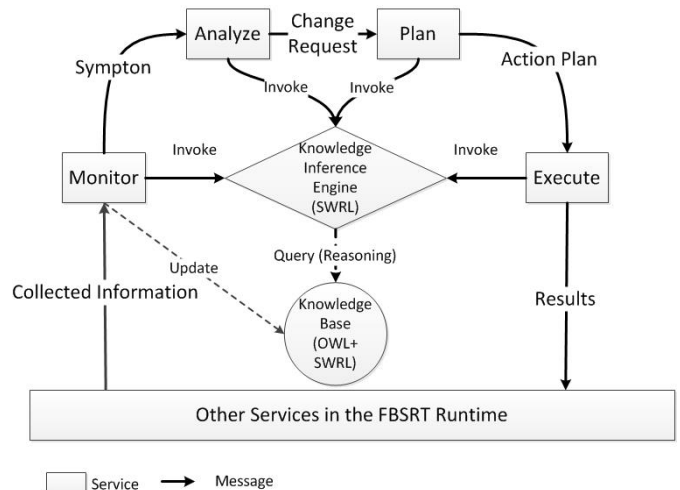 Analyze
Change
Request
Plan
Sympton
Action Plan
Invoke
Invoke
Monitor
Invoke
Knowledge
Inference
Engine
(SWRL)
Invoke
Execute
Query (Reasoning)
Update
Collected Information
Knowledge
Base
(OWL+
SWRL)
Results
Other Services in the FBSRT Runtime
Service
Message